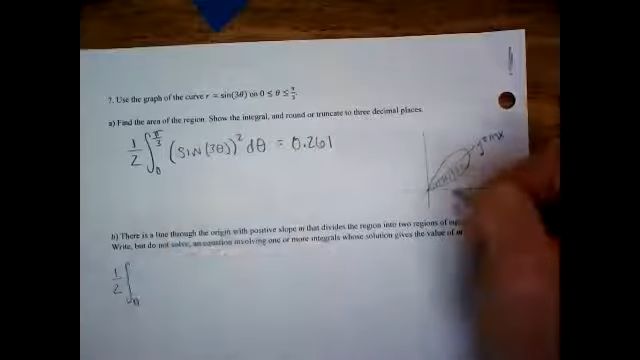 7. Use the graph of the curve r = sin(3θ) on 0 ≤ θ ≤ π/3.
a) Find the area of the region. Show the integral, and round or truncate to three decimal places.
1/2 ∫₀^(π/3) (sin(3θ))² dθ = 0.261
y=mx
b) There is a line through the origin with positive slope m that divides the region into two regions of
Write, but do not solve, an equation involving one or more integrals whose solution gives the value of m
1/2 ∫₀